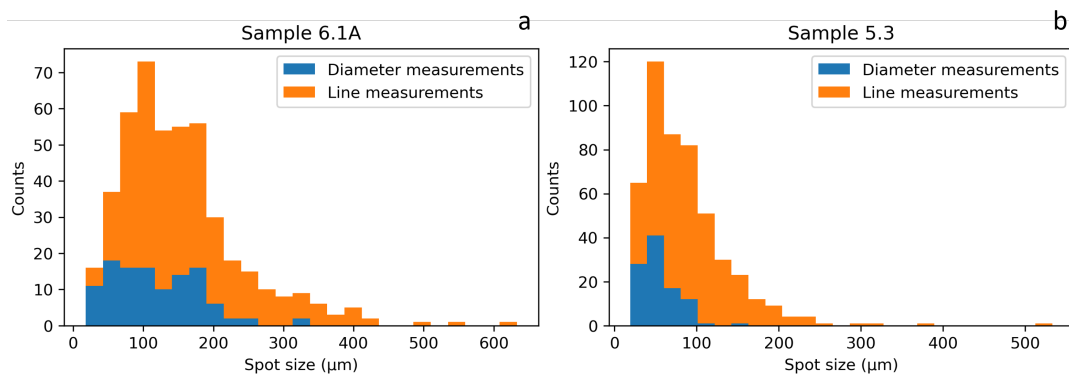 a
Sample 6.1A
Diameter measurements
Line measurements
Counts
70
60
50
40
30
20
10
0
0 100 200 300 400 500 600
Spot size (µm)
b
Sample 5.3
Diameter measurements
Line measurements
Counts
120
100
80
60
40
20
0
0 100 200 300 400 500
Spot size (µm)